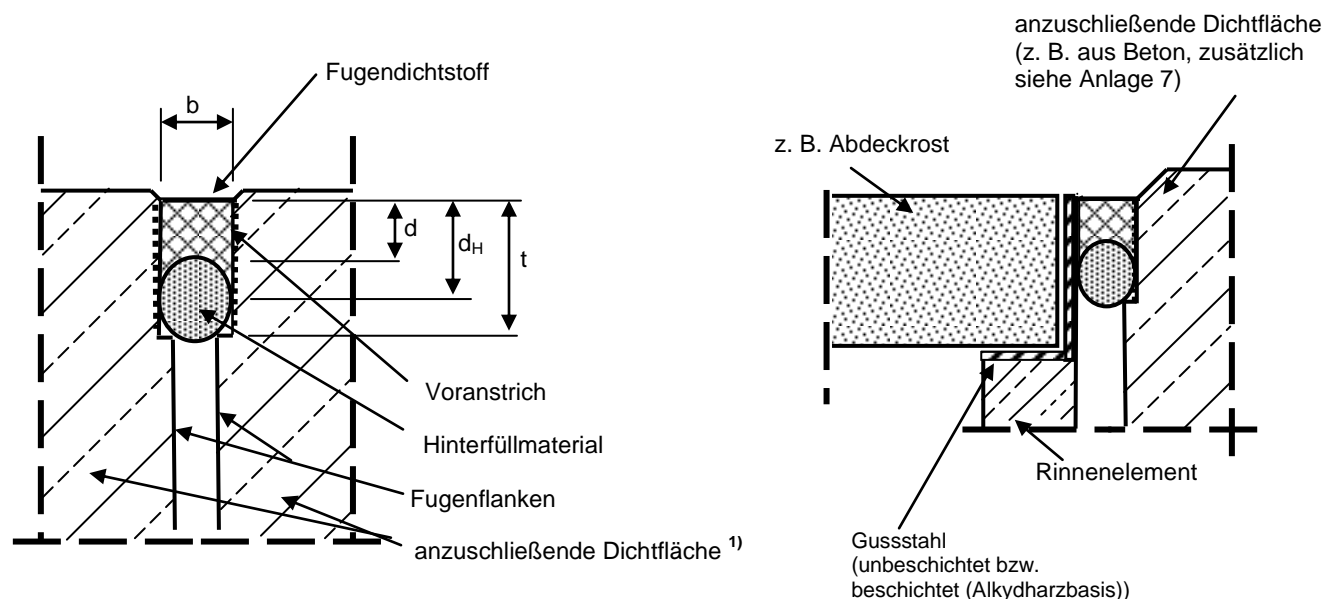 Fugendichtstoff
b
d
d_H
t
Voranstrich
Hinterfüllmaterial
Fugenflanken
anzuschließende Dichtfläche 1)
anzuschließende Dichtfläche
(z. B. aus Beton, zusätzlich
siehe Anlage 7)
z. B. Abdeckrost
Rinnenelement
Gussstahl
(unbeschichtet bzw.
beschichtet (Alkydharzbasis))